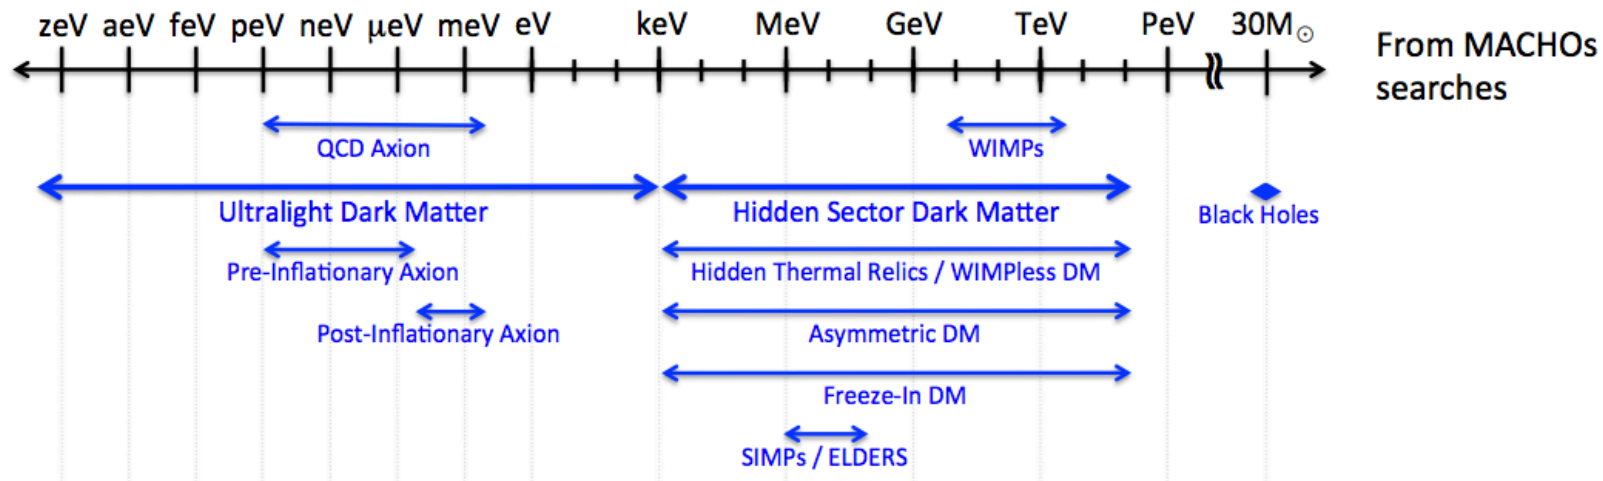 zeV aeV feV peV neV μeV meV eV keV MeV GeV TeV PeV 30M☉
From MACHOs
searches
QCD Axion
WIMPs
Ultralight Dark Matter
Hidden Sector Dark Matter
Black Holes
Pre-Inflationary Axion
Hidden Thermal Relics / WIMPless DM
Post-Inflationary Axion
Asymmetric DM
Freeze-In DM
SIMPs / ELDERS